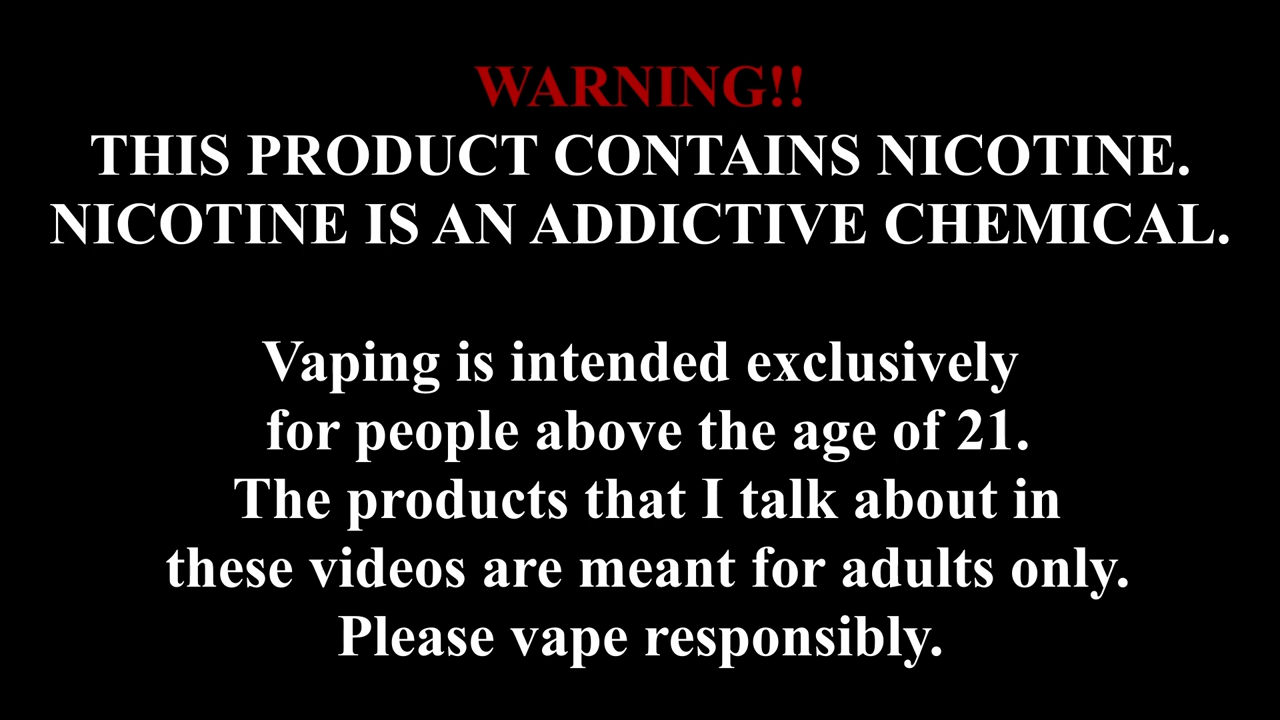 WARNING!!
THIS PRODUCT CONTAINS NICOTINE.
NICOTINE IS AN ADDICTIVE CHEMICAL.
Vaping is intended exclusively
for people above the age of 21.
The products that I talk about in
these videos are meant for adults only.
Please vape responsibly.